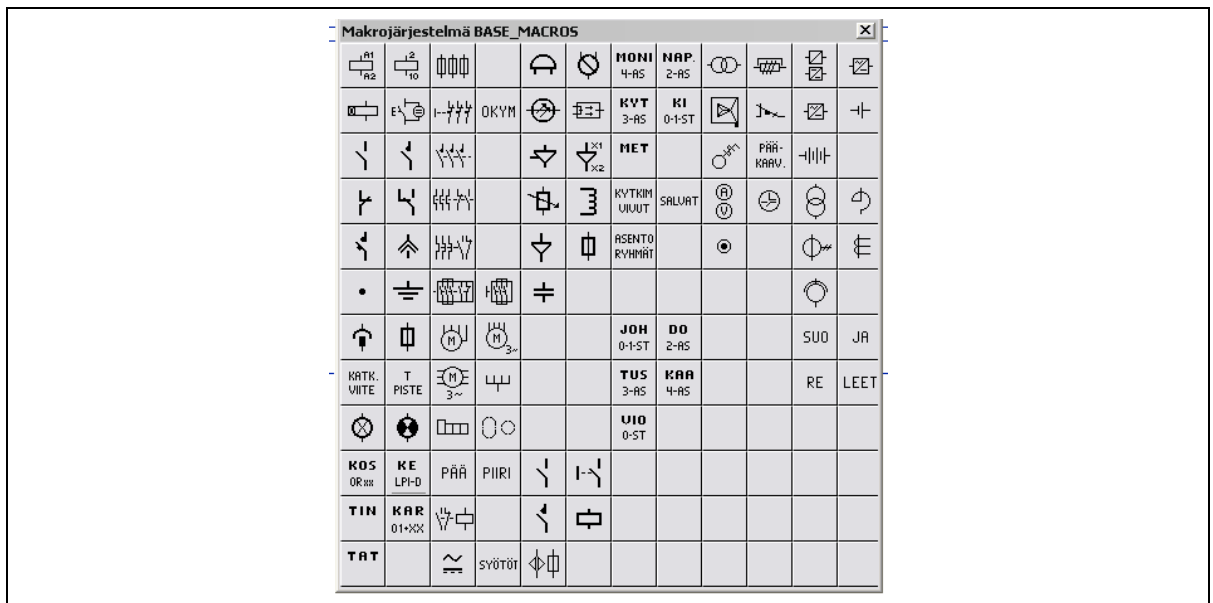 Makrojärjestelmä BASE_MACROS
A1
A2
2
10
MONI
4-AS
NAP.
2-AS
E
OKYM
KYT
3-AS
KI
0-1-ST
X1
X2
MET
PÄÄ-
KAAV.
KYTKIM
VIVUT
SALVAT
A
V
ASENTO
RYHMÄT
M
M
3~
JOH
0-1-ST
DO
2-AS
SUO
JA
KATK.
VIITE
T
PISTE
M
3~
TUS
3-AS
KAA
4-AS
RE
LEET
VIO
0-ST
KOS
ORxx
KE
LPI-D
PÄÄ
PIIRI
TIN
KAR
01+XX
TAT
SYÖTÖT